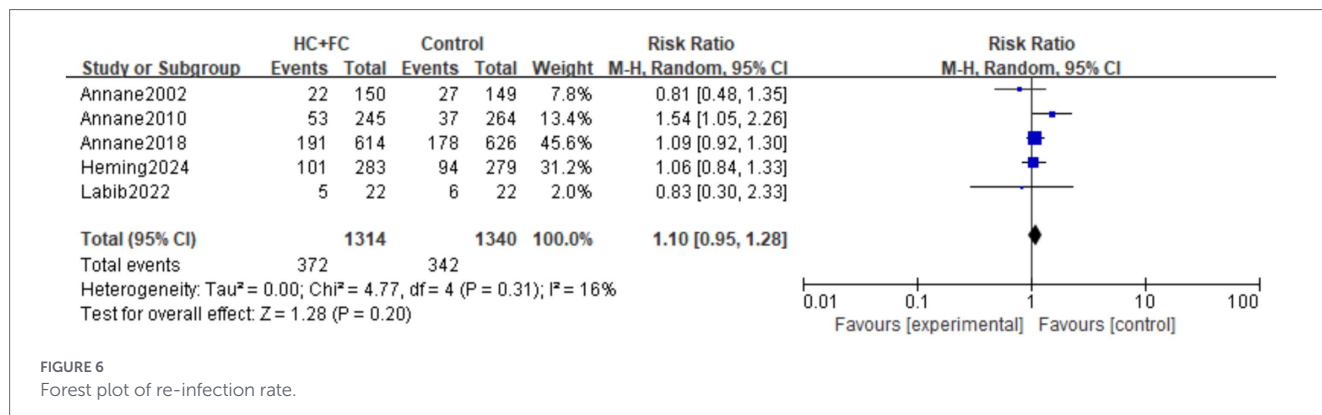 HC+FC Control Risk Ratio Risk Ratio
Study or Subgroup Events Total Events Total Weight M-H, Random, 95% CI M-H, Random, 95% CI
Annane2002 22 150 27 149 7.8% 0.81 [0.48, 1.35]
Annane2010 53 245 37 264 13.4% 1.54 [1.05, 2.26]
Annane2018 191 614 178 626 45.6% 1.09 [0.92, 1.30]
Heming2024 101 283 94 279 31.2% 1.06 [0.84, 1.33]
Labib2022 5 22 6 22 2.0% 0.83 [0.30, 2.33]
Total (95% CI) 1314 1340 100.0% 1.10 [0.95, 1.28]
Total events 372 342
Heterogeneity: Tau² = 0.00; Chi² = 4.77, df = 4 (P = 0.31); I² = 16%
Test for overall effect: Z = 1.28 (P = 0.20)
0.01 0.1 1 10 100
Favours [experimental] Favours [control]
FIGURE 6
Forest plot of re-infection rate.